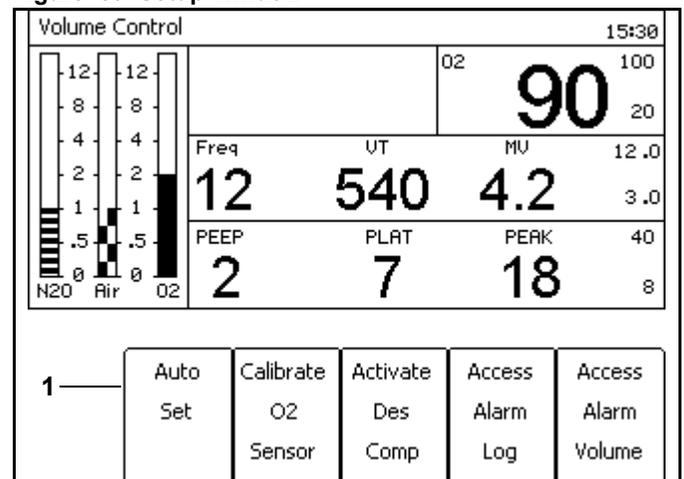 Volume Control 15:30
12 12 O2 90 100
8 8 20
4 4 Freq VT MV 12.0
2 2 12 540 4.2
1 1 3.0
.5 .5 PEEP PLAT PEAK 40
0 0 2 7 18 8
N2O Air O2
1
Auto Set
Calibrate O2 Sensor
Activate Des Comp
Access Alarm Log
Access Alarm Volume